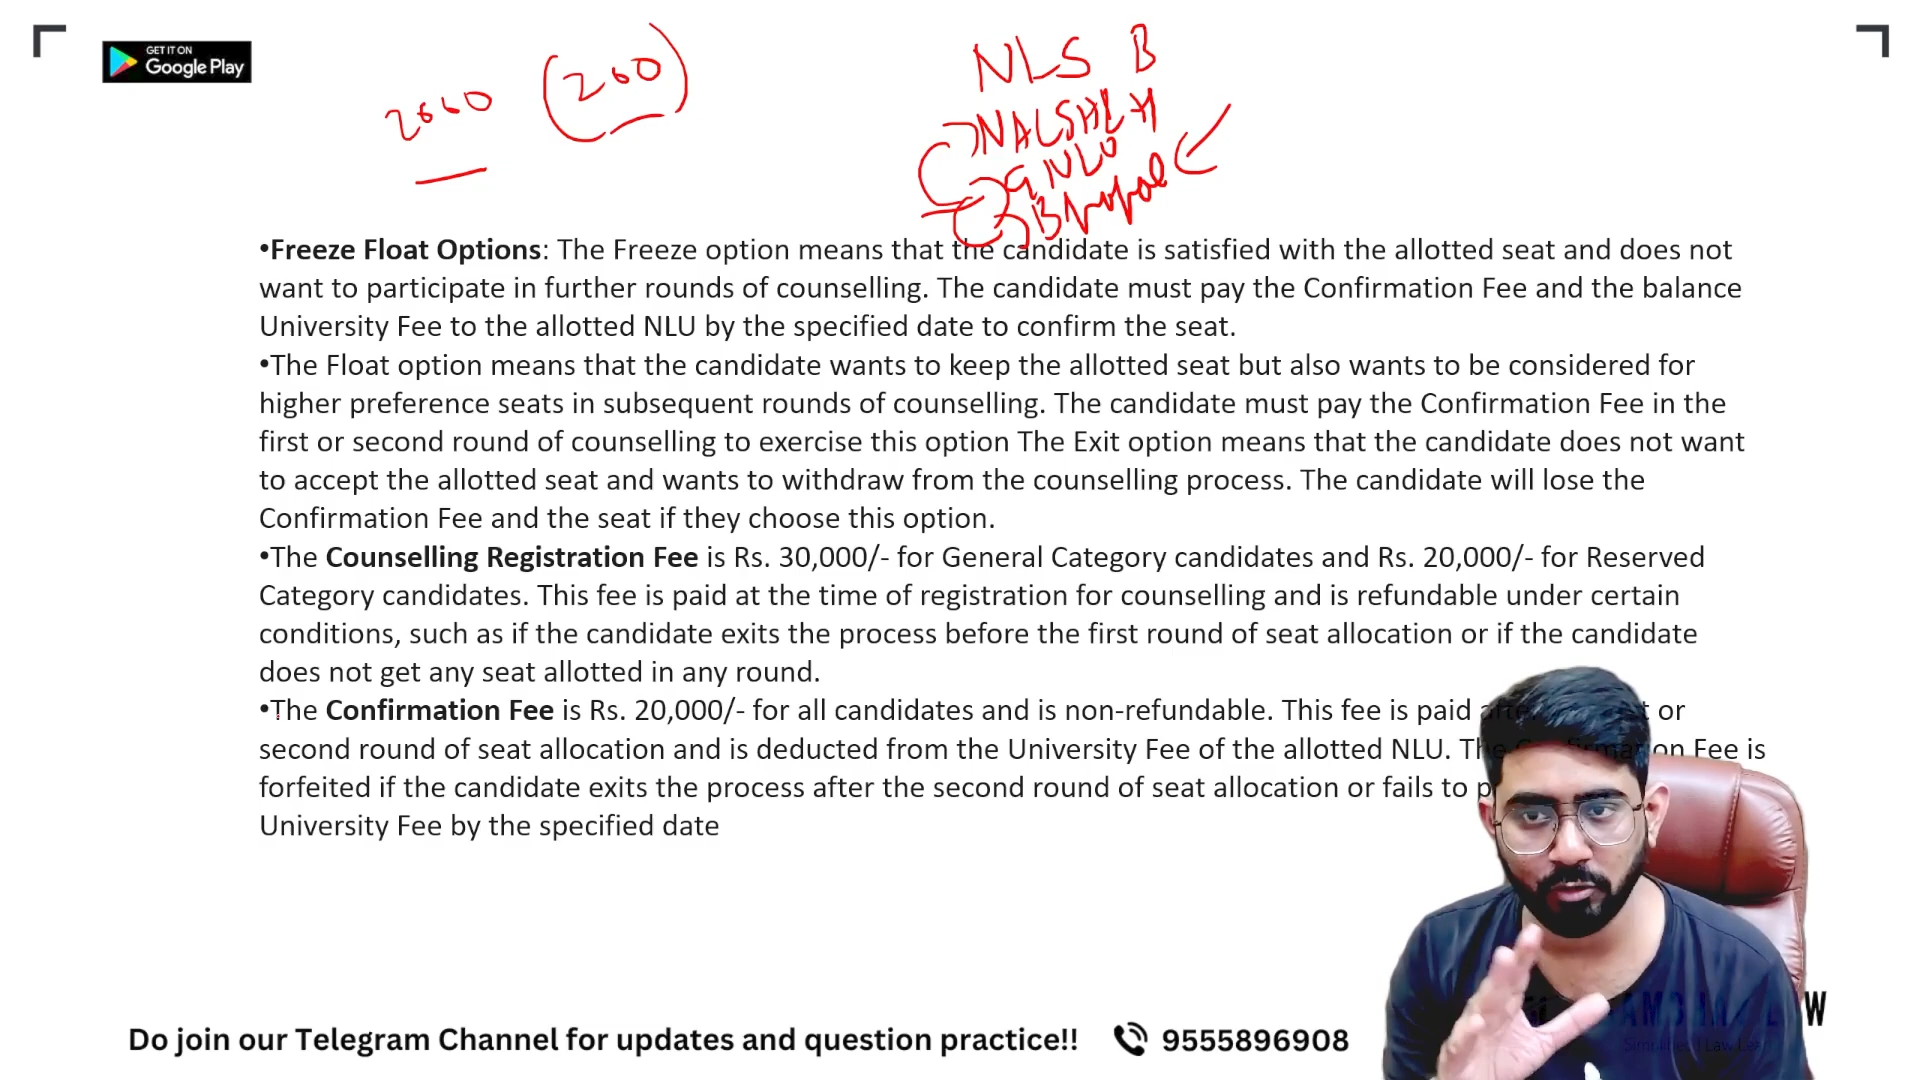 GET IT ON
Google Play
2000
200
NLS B
NALSAR H
GNLU
Bhopal
•Freeze Float Options: The Freeze option means that the candidate is satisfied with the allotted seat and does not
want to participate in further rounds of counselling. The candidate must pay the Confirmation Fee and the balance
University Fee to the allotted NLU by the specified date to confirm the seat.
•The Float option means that the candidate wants to keep the allotted seat but also wants to be considered for
higher preference seats in subsequent rounds of counselling. The candidate must pay the Confirmation Fee in the
first or second round of counselling to exercise this option The Exit option means that the candidate does not want
to accept the allotted seat and wants to withdraw from the counselling process. The candidate will lose the
Confirmation Fee and the seat if they choose this option.
•The Counselling Registration Fee is Rs. 30,000/- for General Category candidates and Rs. 20,000/- for Reserved
Category candidates. This fee is paid at the time of registration for counselling and is refundable under certain
conditions, such as if the candidate exits the process before the first round of seat allocation or if the candidate
does not get any seat allotted in any round.
•The Confirmation Fee is Rs. 20,000/- for all candidates and is non-refundable. This fee is paid or
second round of seat allocation and is deducted from the University Fee of the allotted NLU. The Confirmation Fee is
forfeited if the candidate exits the process after the second round of seat allocation or fails to
University Fee by the specified date
Do join our Telegram Channel for updates and question practice!! 9555896908